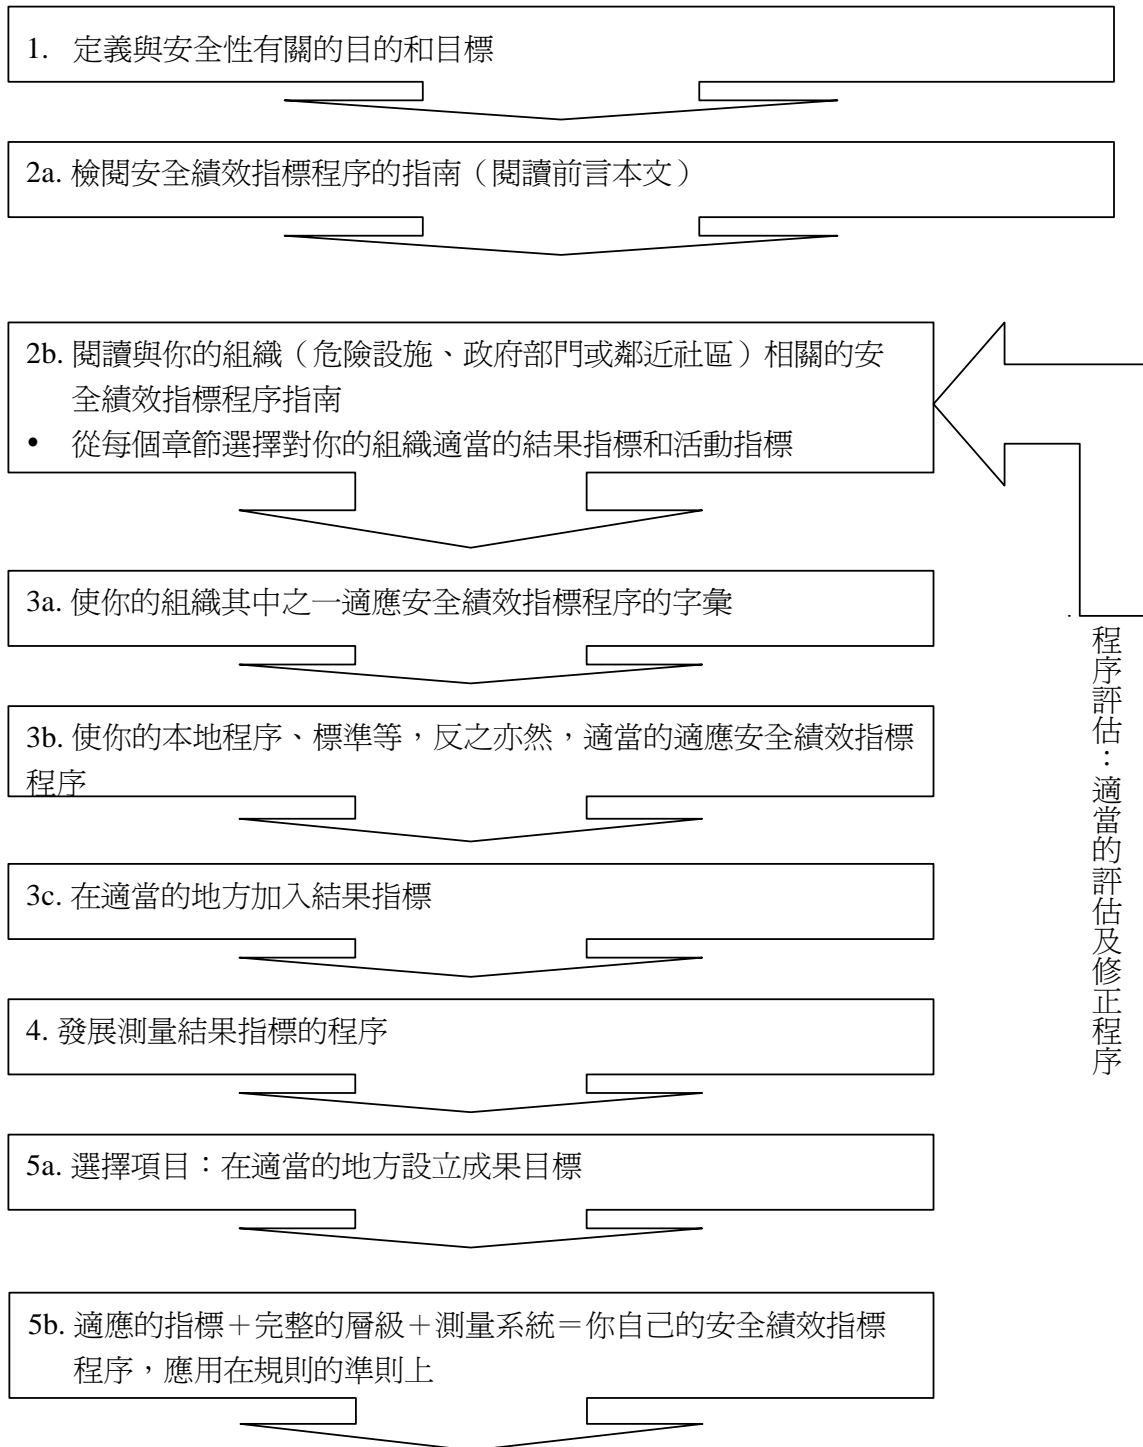 1. 定義與安全性有關的目的和目標
2a. 檢閱安全績效指標程序的指南（閱讀前言本文）
2b. 閱讀與你的組織（危險設施、政府部門或鄰近社區）相關的安
全績效指標程序指南
• 從每個章節選擇對你的組織適當的結果指標和活動指標
3a. 使你的組織其中之一適應安全績效指標程序的字彙
3b. 使你的本地程序、標準等，反之亦然，適當的適應安全績效指標
程序
3c. 在適當的地方加入結果指標
4. 發展測量結果指標的程序
5a. 選擇項目：在適當的地方設立成果目標
5b. 適應的指標＋完整的層級＋測量系統＝你自己的安全績效指標
程序，應用在規則的準則上
程序評估：適當的評估及修正程序